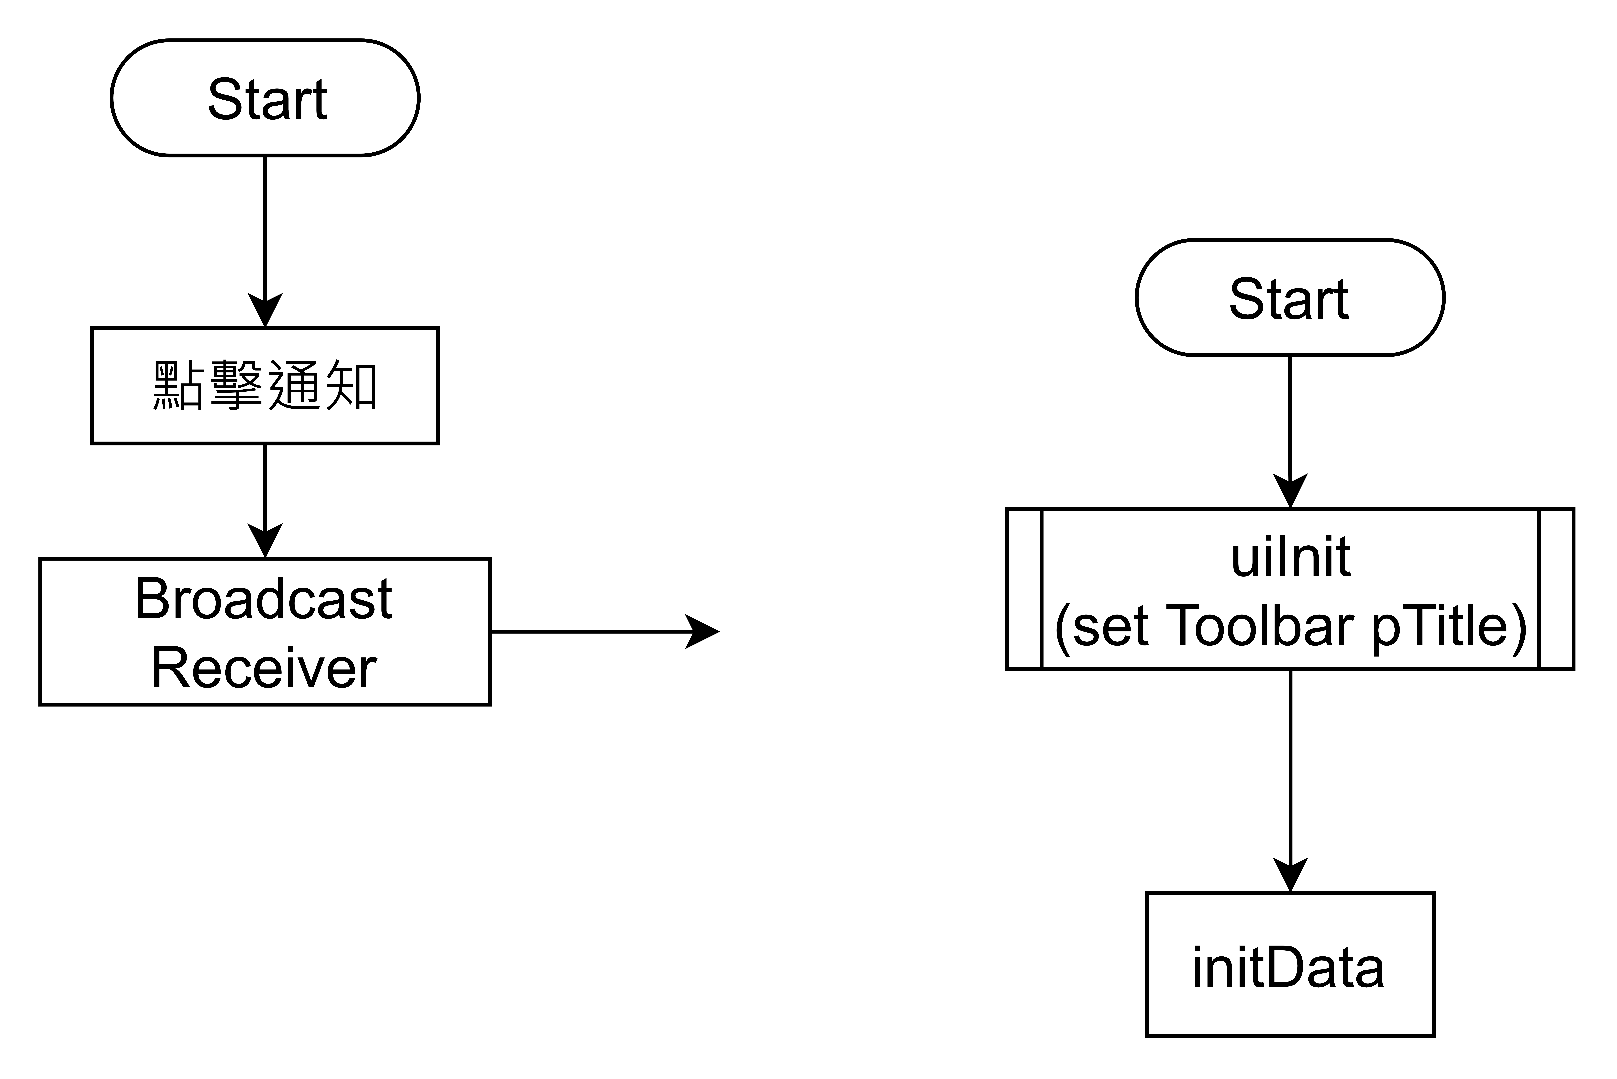 Start
點擊通知
Broadcast
Receiver
Start
uiInit
(set Toolbar pTitle)
initData